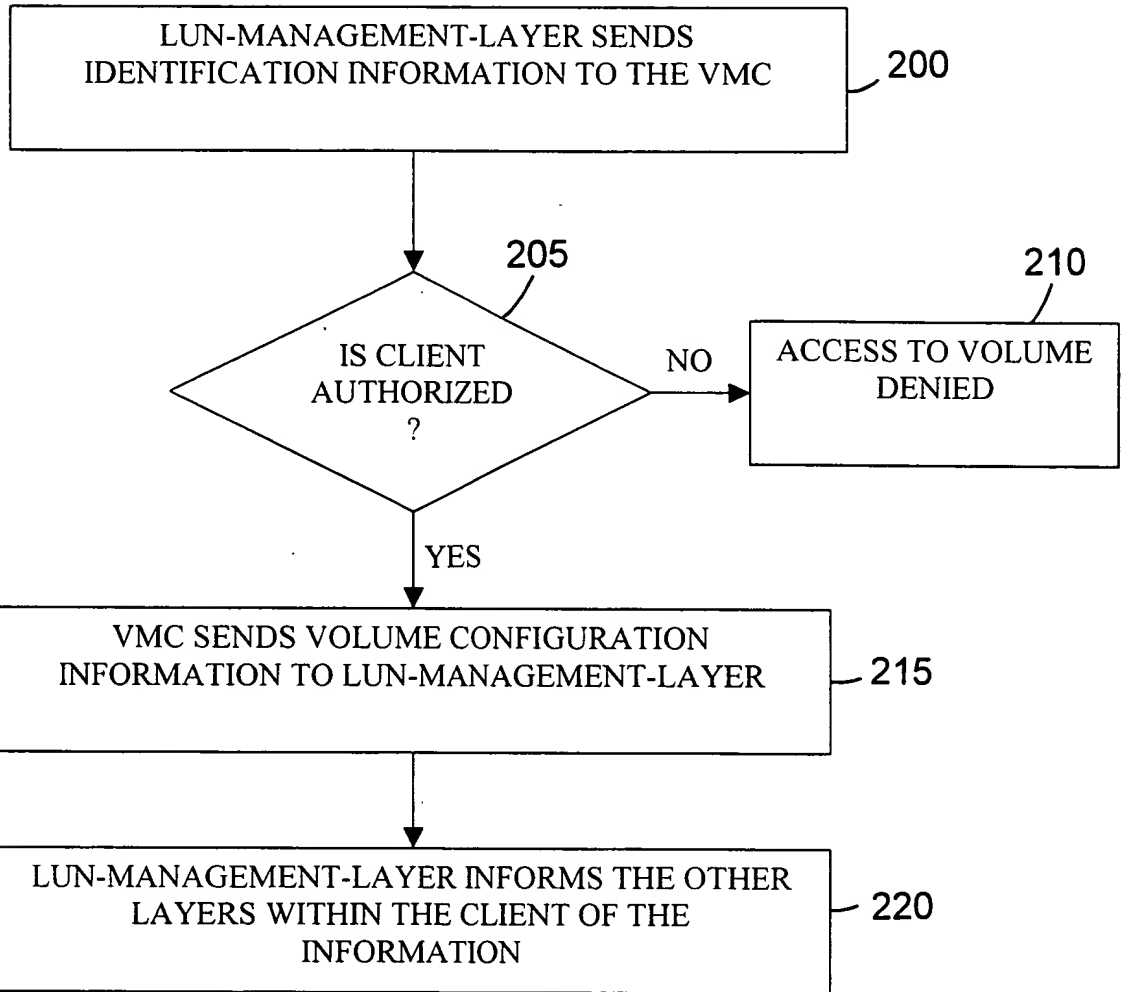 LUN-MANAGEMENT-LAYER SENDS
IDENTIFICATION INFORMATION TO THE VMC
200
205
IS CLIENT
AUTHORIZED
?
NO
210
ACCESS TO VOLUME
DENIED
YES
VMC SENDS VOLUME CONFIGURATION
INFORMATION TO LUN-MANAGEMENT-LAYER
215
LUN-MANAGEMENT-LAYER INFORMS THE OTHER
LAYERS WITHIN THE CLIENT OF THE
INFORMATION
220